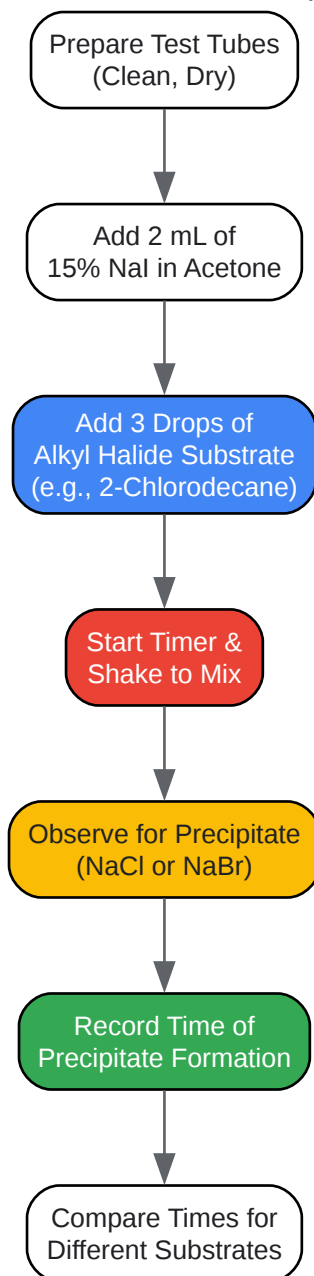 Prepare Test Tubes
(Clean, Dry)
Add 2 mL of
15% NaI in Acetone
Add 3 Drops of
Alkyl Halide Substrate
(e.g., 2-Chlorodecane)
Start Timer &
Shake to Mix
Observe for Precipitate
(NaCl or NaBr)
Record Time of
Precipitate Formation
Compare Times for
Different Substrates